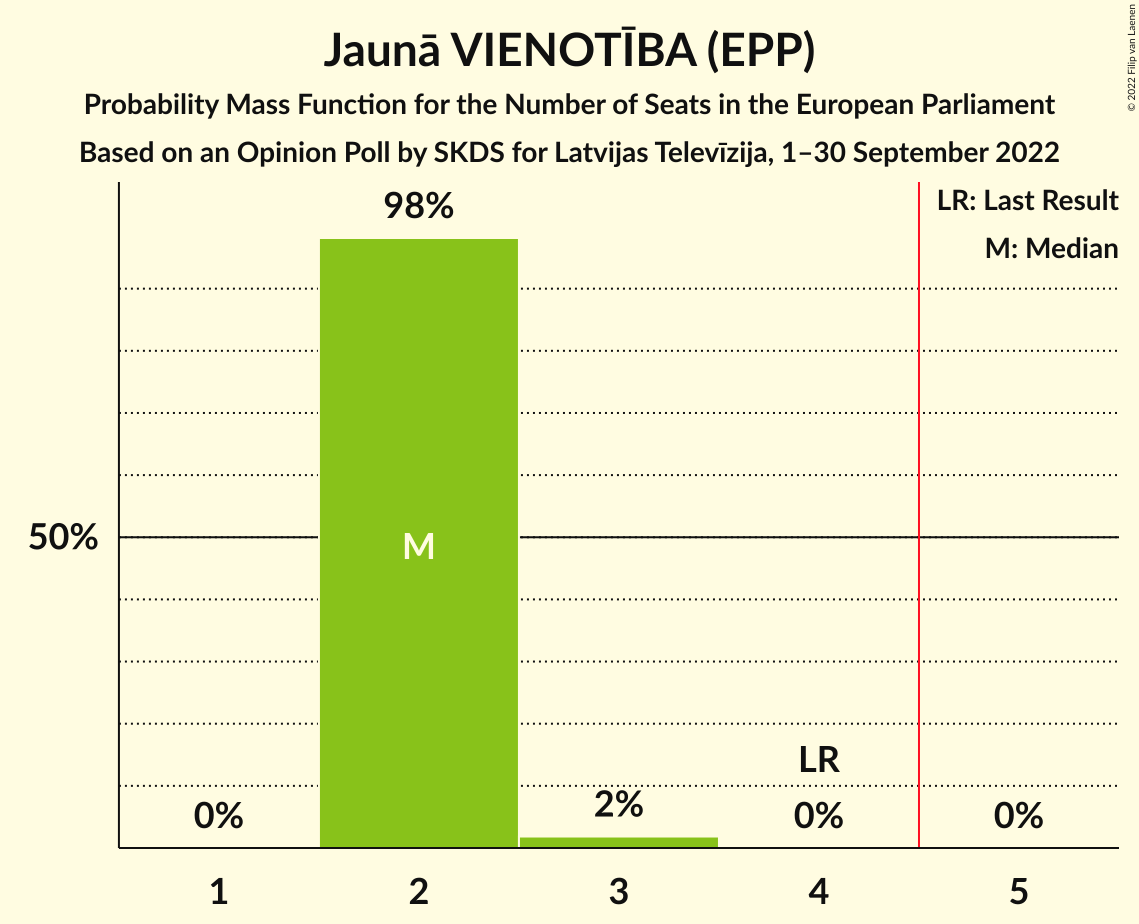 Jaunā VIENOTĪBA (EPP)
Probability Mass Function for the Number of Seats in the European Parliament
Based on an Opinion Poll by SKDS for Latvijas Televīzija, 1–30 September 2022
© 2022 Filip van Laenen
LR: Last Result
M: Median
98%
50%
M
LR
0%
2%
0%
0%
1
2
3
4
5